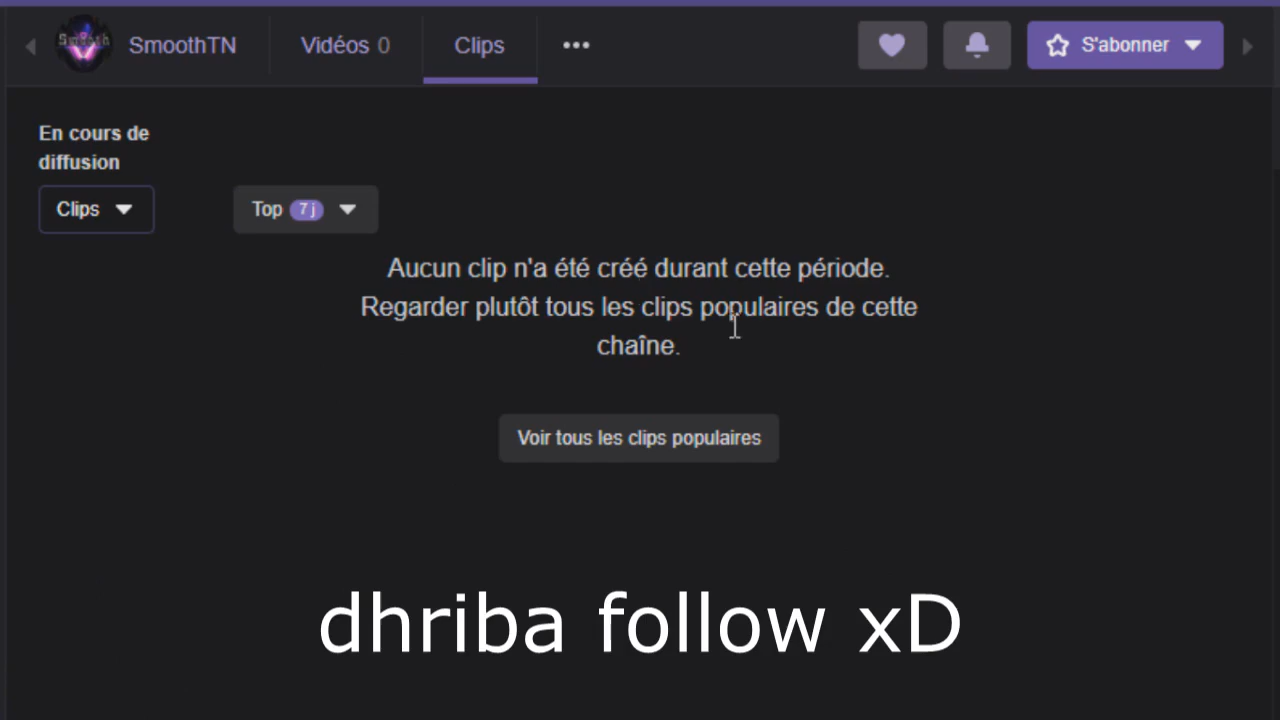 Smooth
SmoothTN
Vidéos 0
Clips
S'abonner
En cours de
diffusion
Clips
Top 7 j
Aucun clip n'a été créé durant cette période.
Regarder plutôt tous les clips populaires de cette
chaîne.
Voir tous les clips populaires
dhriba follow xD